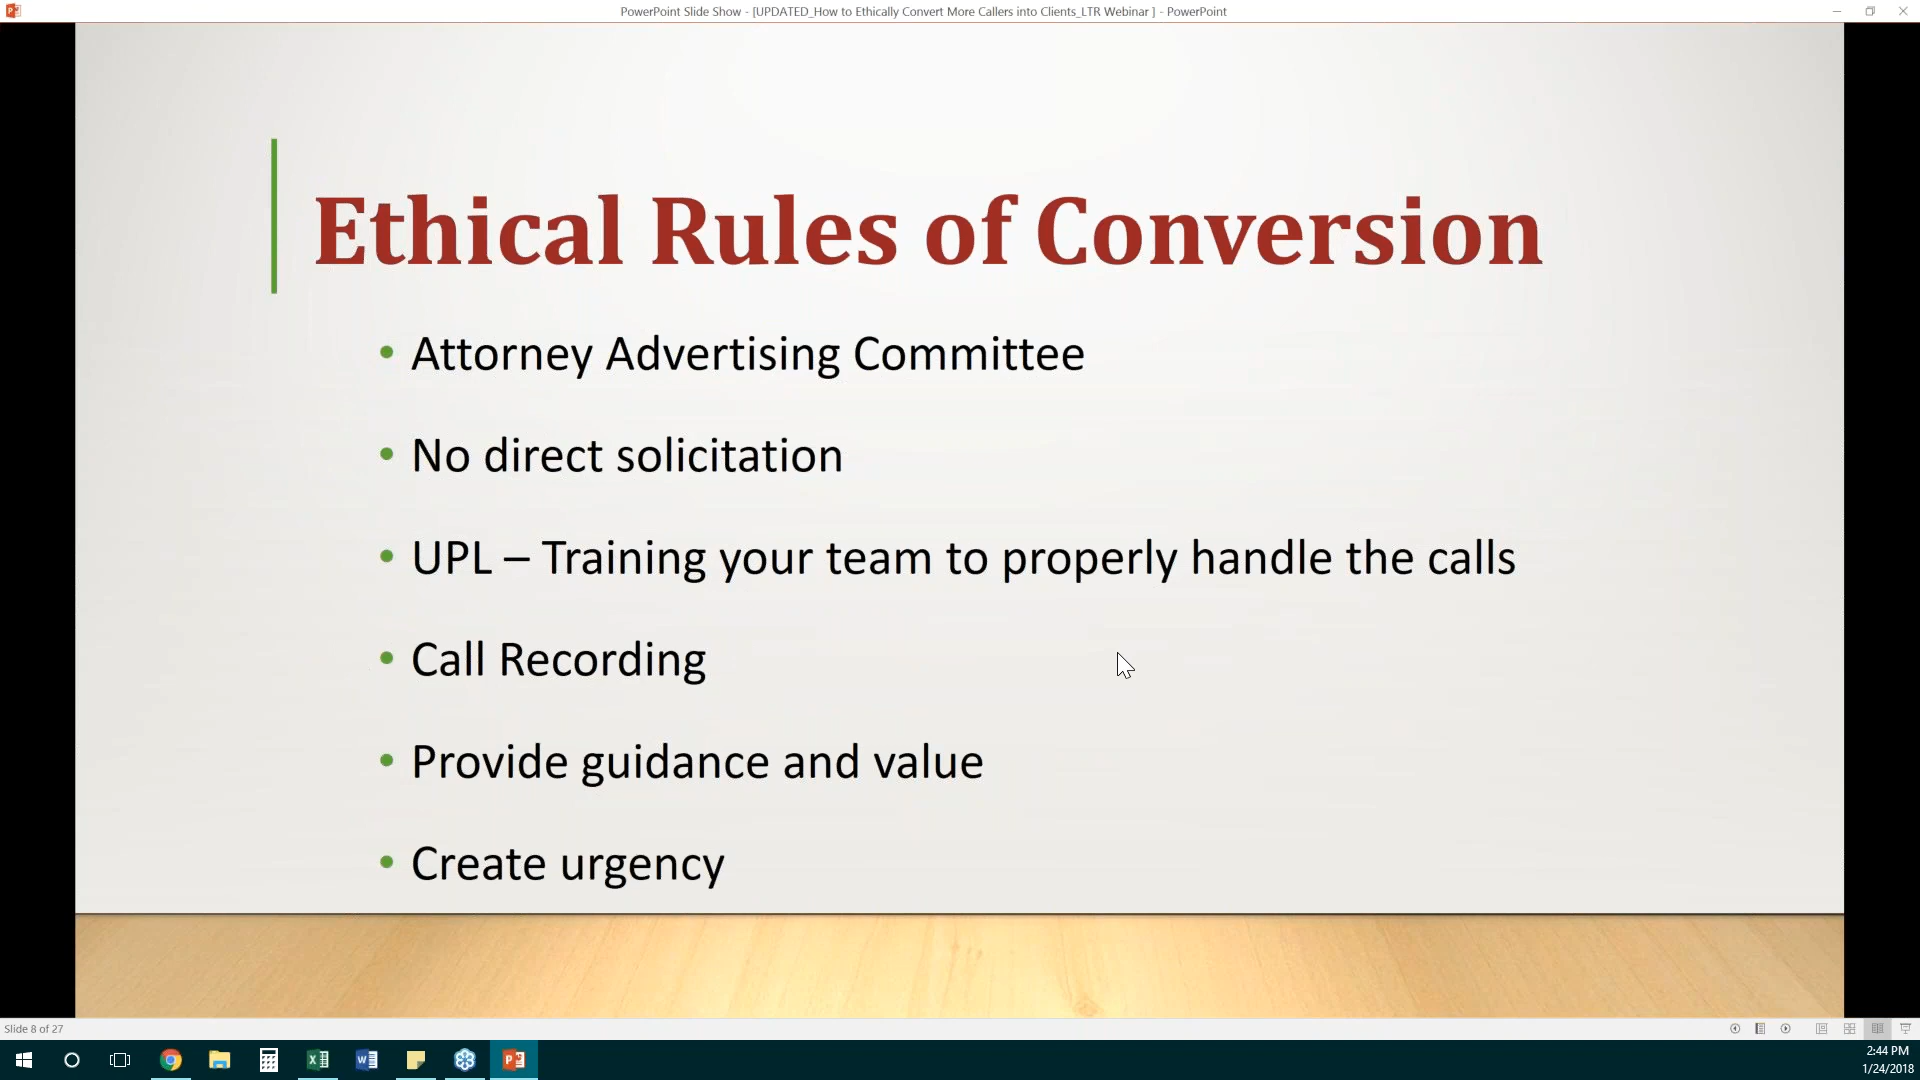 PowerPoint Slide Show - [UPDATED_How to Ethically Convert More Callers into Clients_LTR Webinar ] - PowerPoint
Ethical Rules of Conversion
• Attorney Advertising Committee
• No direct solicitation
• UPL – Training your team to properly handle the calls
• Call Recording
• Provide guidance and value
• Create urgency
Slide 8 of 27
2:44 PM
1/24/2018